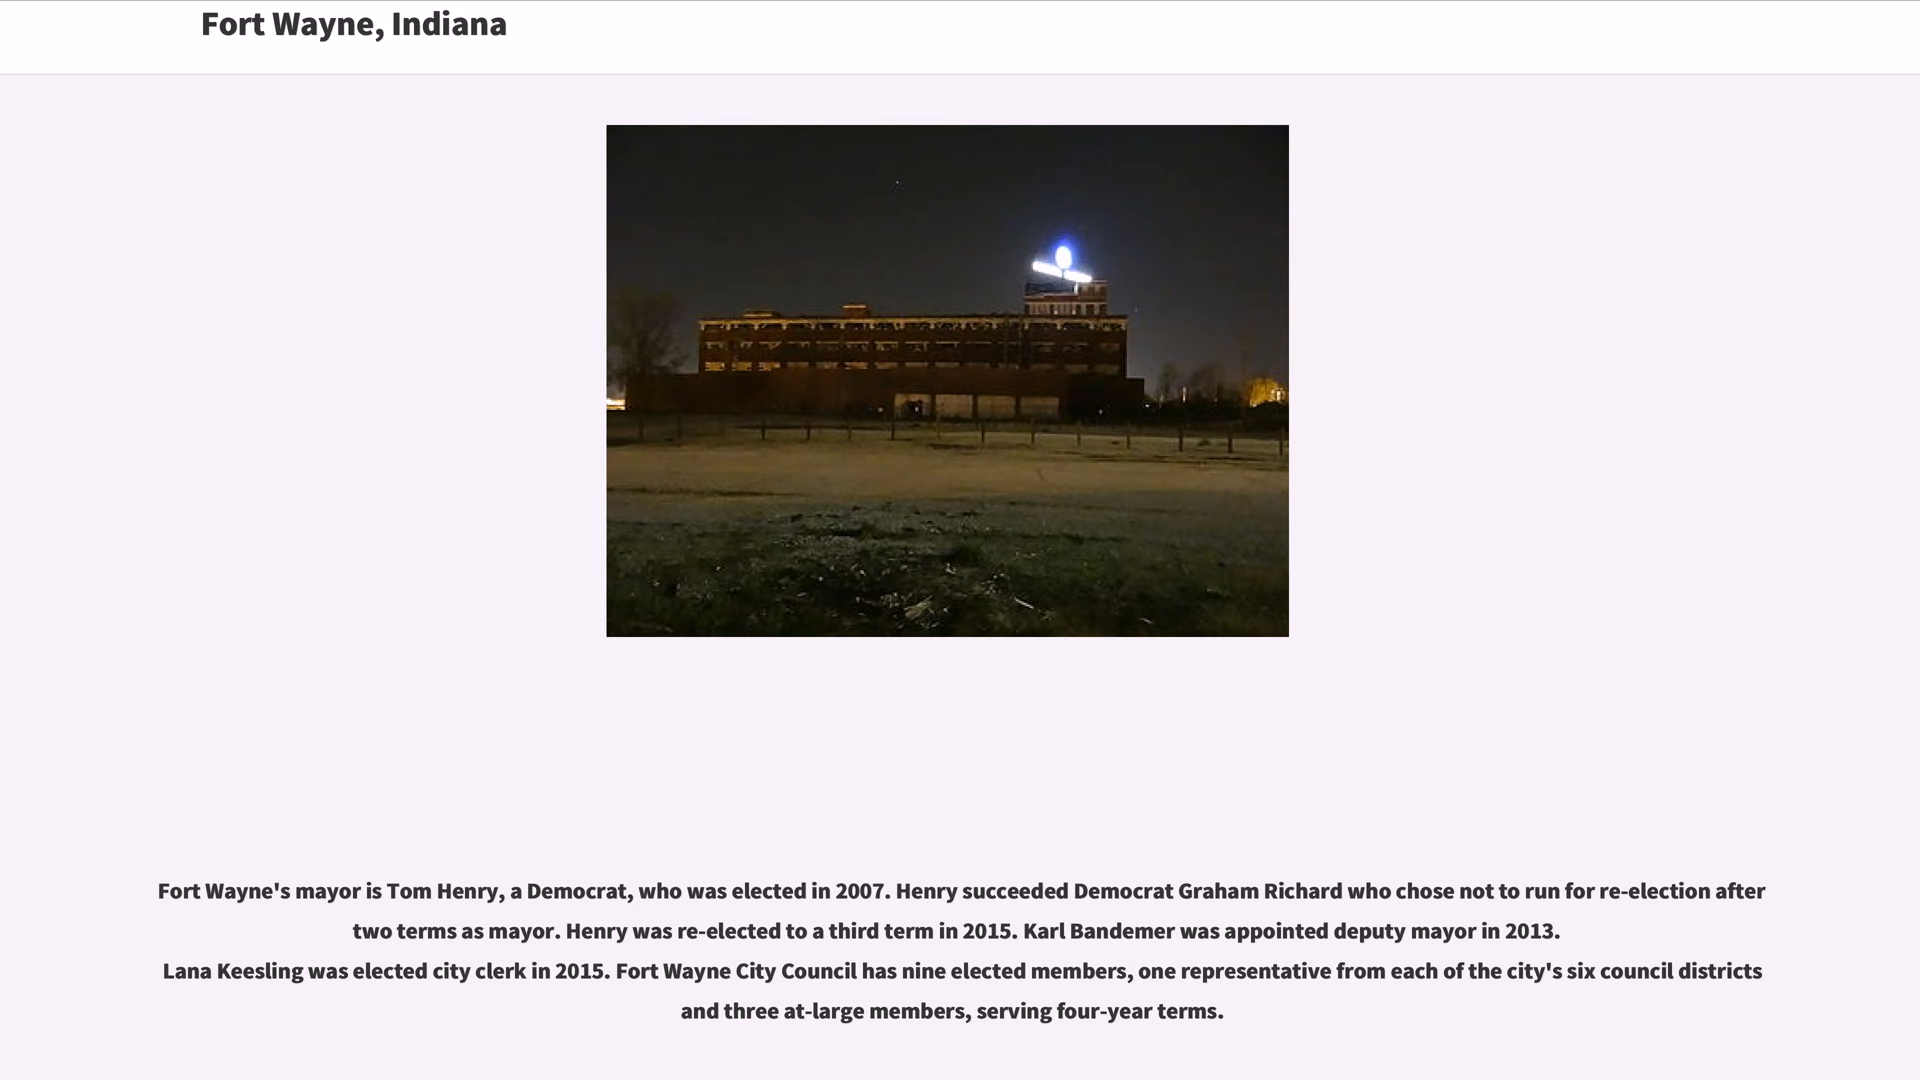 Fort Wayne, Indiana
Fort Wayne's mayor is Tom Henry, a Democrat, who was elected in 2007. Henry succeeded Democrat Graham Richard who chose not to run for re-election after
two terms as mayor. Henry was re-elected to a third term in 2015. Karl Bandemer was appointed deputy mayor in 2013.
Lana Keesling was elected city clerk in 2015. Fort Wayne City Council has nine elected members, one representative from each of the city's six council districts
and three at-large members, serving four-year terms.